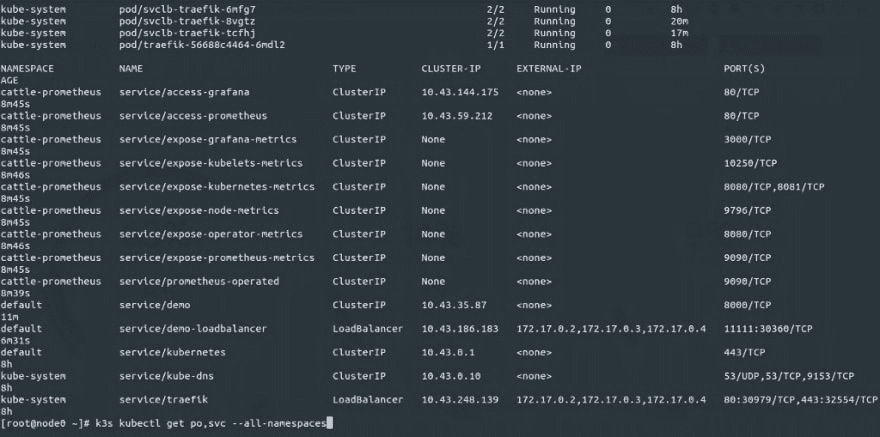 kube-system pod/svclb-traefik-6mfg7 2/2 Running 0 8h
kube-system pod/svclb-traefik-8vgtz 2/2 Running 0 20m
kube-system pod/svclb-traefik-tcfhj 2/2 Running 0 17m
kube-system pod/traefik-56688c4464-6mdl2 1/1 Running 0 8h
NAMESPACE NAME TYPE CLUSTER-IP EXTERNAL-IP PORT(S)
AGE
cattle-prometheus service/access-grafana ClusterIP 10.43.144.175 <none> 80/TCP
8m45s
cattle-prometheus service/access-prometheus ClusterIP 10.43.59.212 <none> 80/TCP
8m45s
cattle-prometheus service/expose-grafana-metrics ClusterIP None <none> 3000/TCP
8m45s
cattle-prometheus service/expose-kubelets-metrics ClusterIP None <none> 10250/TCP
8m46s
cattle-prometheus service/expose-kubernetes-metrics ClusterIP None <none> 8080/TCP,8081/TCP
8m45s
cattle-prometheus service/expose-node-metrics ClusterIP None <none> 9796/TCP
8m45s
cattle-prometheus service/expose-operator-metrics ClusterIP None <none> 8080/TCP
8m46s
cattle-prometheus service/expose-prometheus-metrics ClusterIP None <none> 9090/TCP
8m45s
cattle-prometheus service/prometheus-operated ClusterIP None <none> 9090/TCP
8m39s
default service/demo ClusterIP 10.43.35.87 <none> 8000/TCP
11m
default service/demo-loadbalancer LoadBalancer 10.43.186.183 172.17.0.2,172.17.0.3,172.17.0.4 11111:30360/TCP
6m31s
default service/kubernetes ClusterIP 10.43.0.1 <none> 443/TCP
8h
kube-system service/kube-dns ClusterIP 10.43.0.10 <none> 53/UDP,53/TCP,9153/TCP
8h
kube-system service/traefik LoadBalancer 10.43.248.139 172.17.0.2,172.17.0.3,172.17.0.4 80:30979/TCP,443:32554/TCP
8h
[root@node0 ~]# k3s kubectl get po,svc --all-namespaces